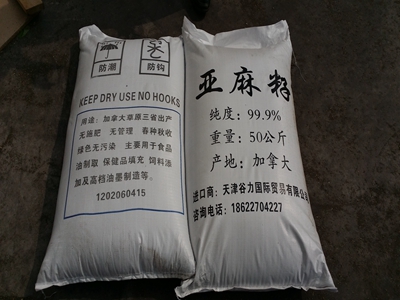 防潮 防钩
KEEP DRY USE NO HOOKS
用途：加拿大草原三省出产
无施肥 无管理 春种秋收
绿色无污染 主要用于食品
油制取 保健品填充 饲料添
加及高档油墨制造等。
1202060415
亚麻籽
纯度：99.9%
重量：50公斤
产地：加拿大
进口商：天津谷力国际贸易有限公司
咨询电话：18622704227